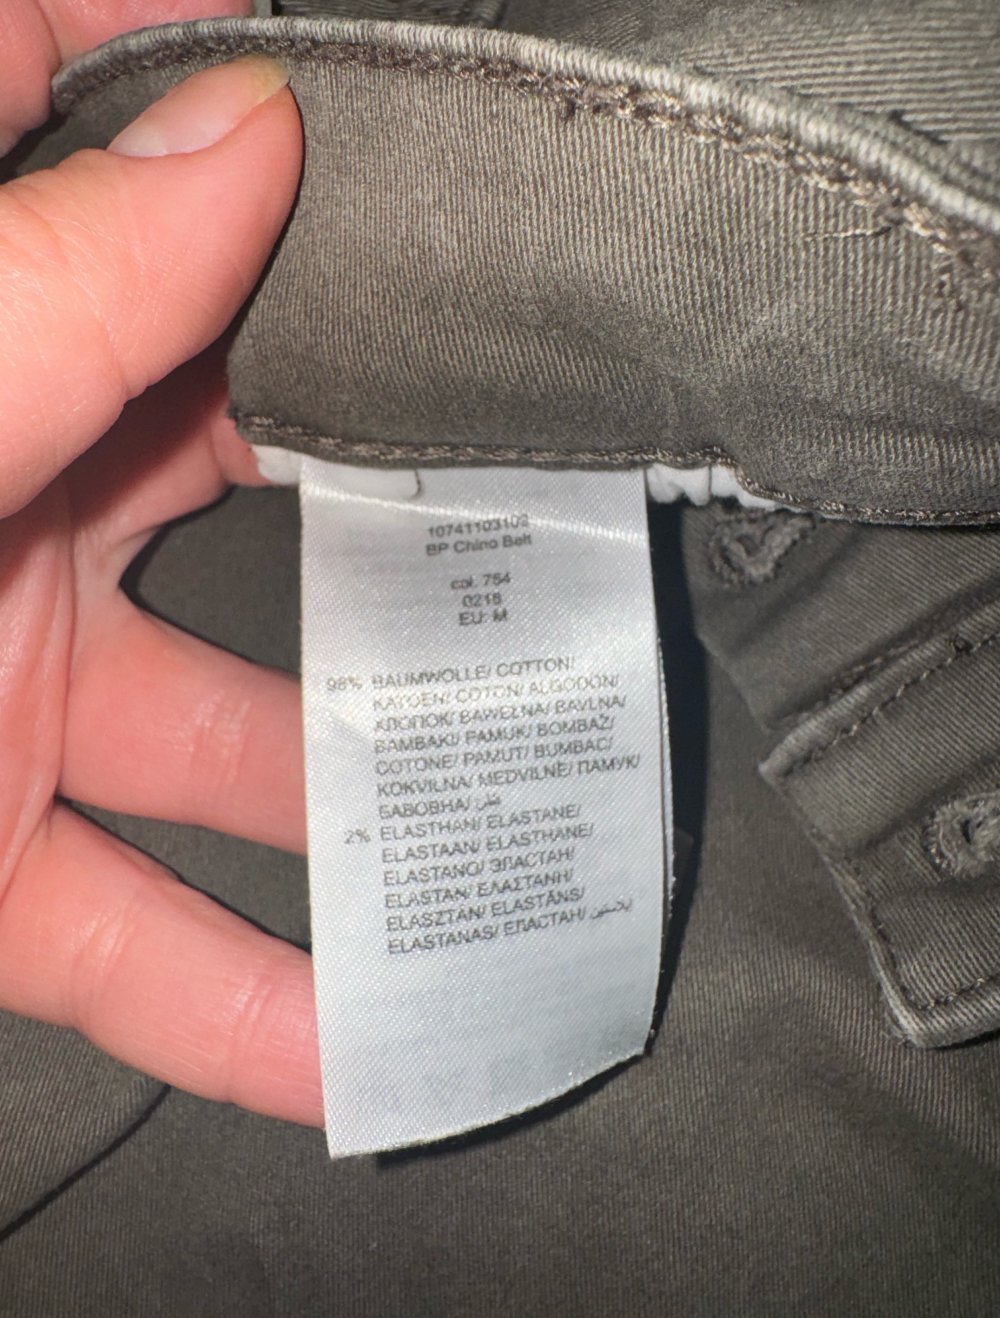 10741103102
BP Chino Belt
col. 754
0218
EU: M
98% BAUMWOLLE/ COTTON/
KATOEN/ COTON/ ALGODÓN/
ХЛОПОК/ BAWEŁNA/ BAVLNA/
BAMBAKI/ PAMUK/ BOMBAŽ/
COTONE/ PAMUT/ BUMBAC/
KOKVILNA/ MEDVILNĖ/ ПАМУК/
БАВОВНА/ قطن
2% ELASTHAN/ ELASTANE/
ELASTAAN/ ELASTHANE/
ELASTANO/ ЭЛАСТАН/
ELASTAN/ ΕΛΑΣΤΑΝΗ/
ELASZTÁN/ ELASTĀNS/
ELASTANAS/ ЕЛАСТАН/ إيلاستين